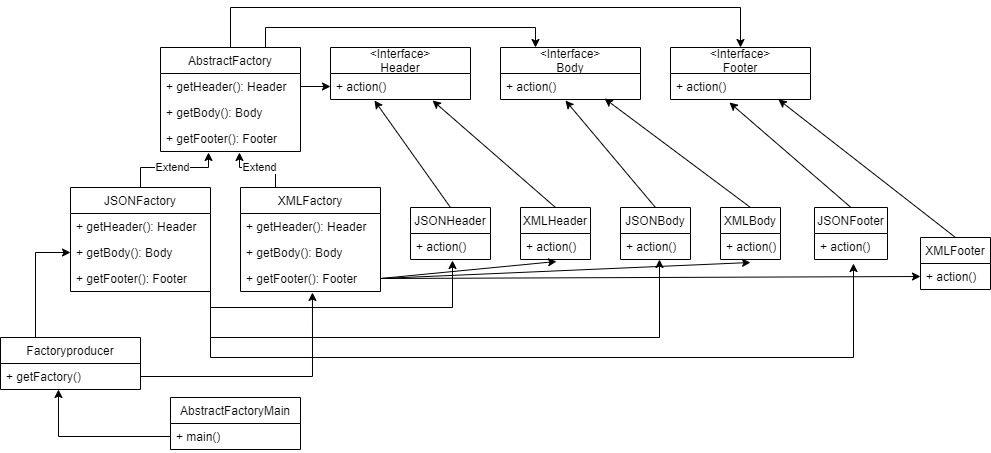 AbstractFactory
+ getHeader(): Header
+ getBody(): Body
+ getFooter(): Footer
<Interface>
Header
+ action()
<Interface>
Body
+ action()
<Interface>
Footer
+ action()
Extend
Extend
JSONFactory
+ getHeader(): Header
+ getBody(): Body
+ getFooter(): Footer
XMLFactory
+ getHeader(): Header
+ getBody(): Body
+ getFooter(): Footer
JSONHeader
+ action()
XMLHeader
+ action()
JSONBody
+ action()
XMLBody
+ action()
JSONFooter
+ action()
XMLFooter
+ action()
Factoryproducer
+ getFactory()
AbstractFactoryMain
+ main()